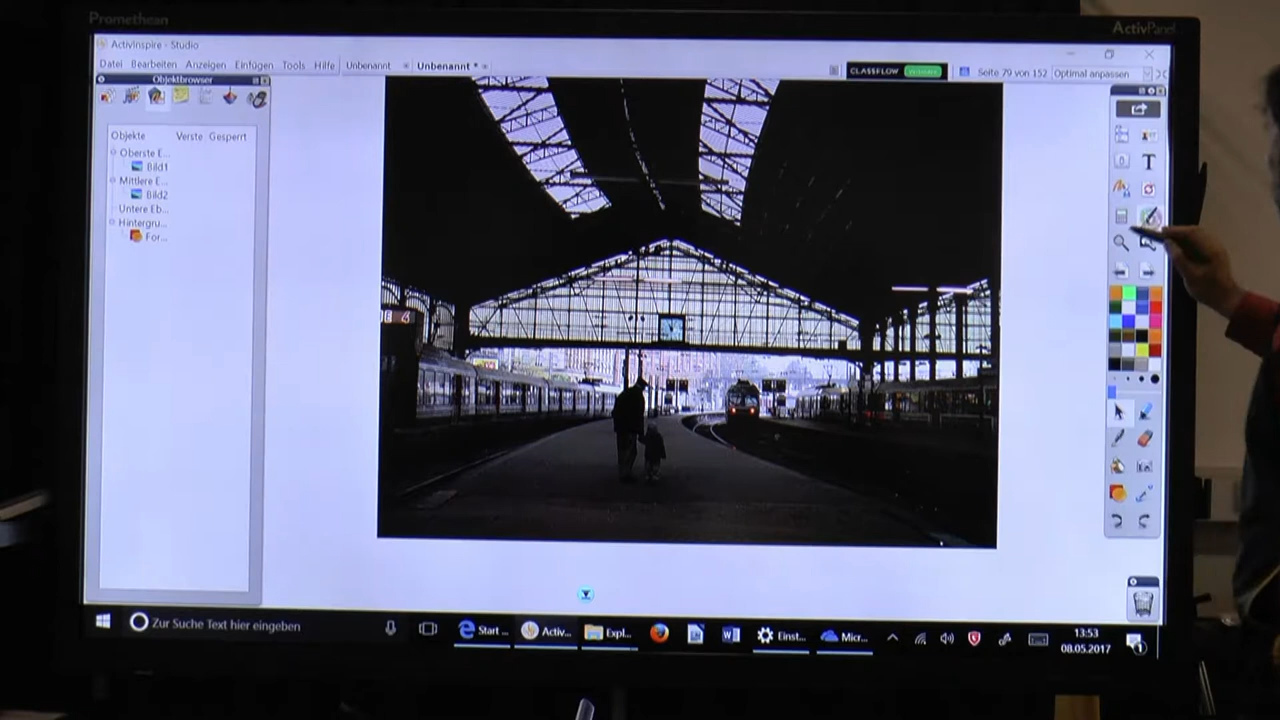 Promethean
ActivPanel
ActivInspire - Studio
Datei Bearbeiten Anzeigen Einfügen Tools Hilfe Unbenannt Unbenannt *
CLASSFLOW
Seite 79 von 152 Optimal anpassen
Objektbrowser
Objekte Verste Gesperrt
Oberste E...
Bild1
Mittlere E...
Bild2
Untere Eb...
Hintergru...
For...
T
6
Zur Suche Text hier eingeben
Start ... Activ... Expl... Einst... Micr...
13:53
08.05.2017
1